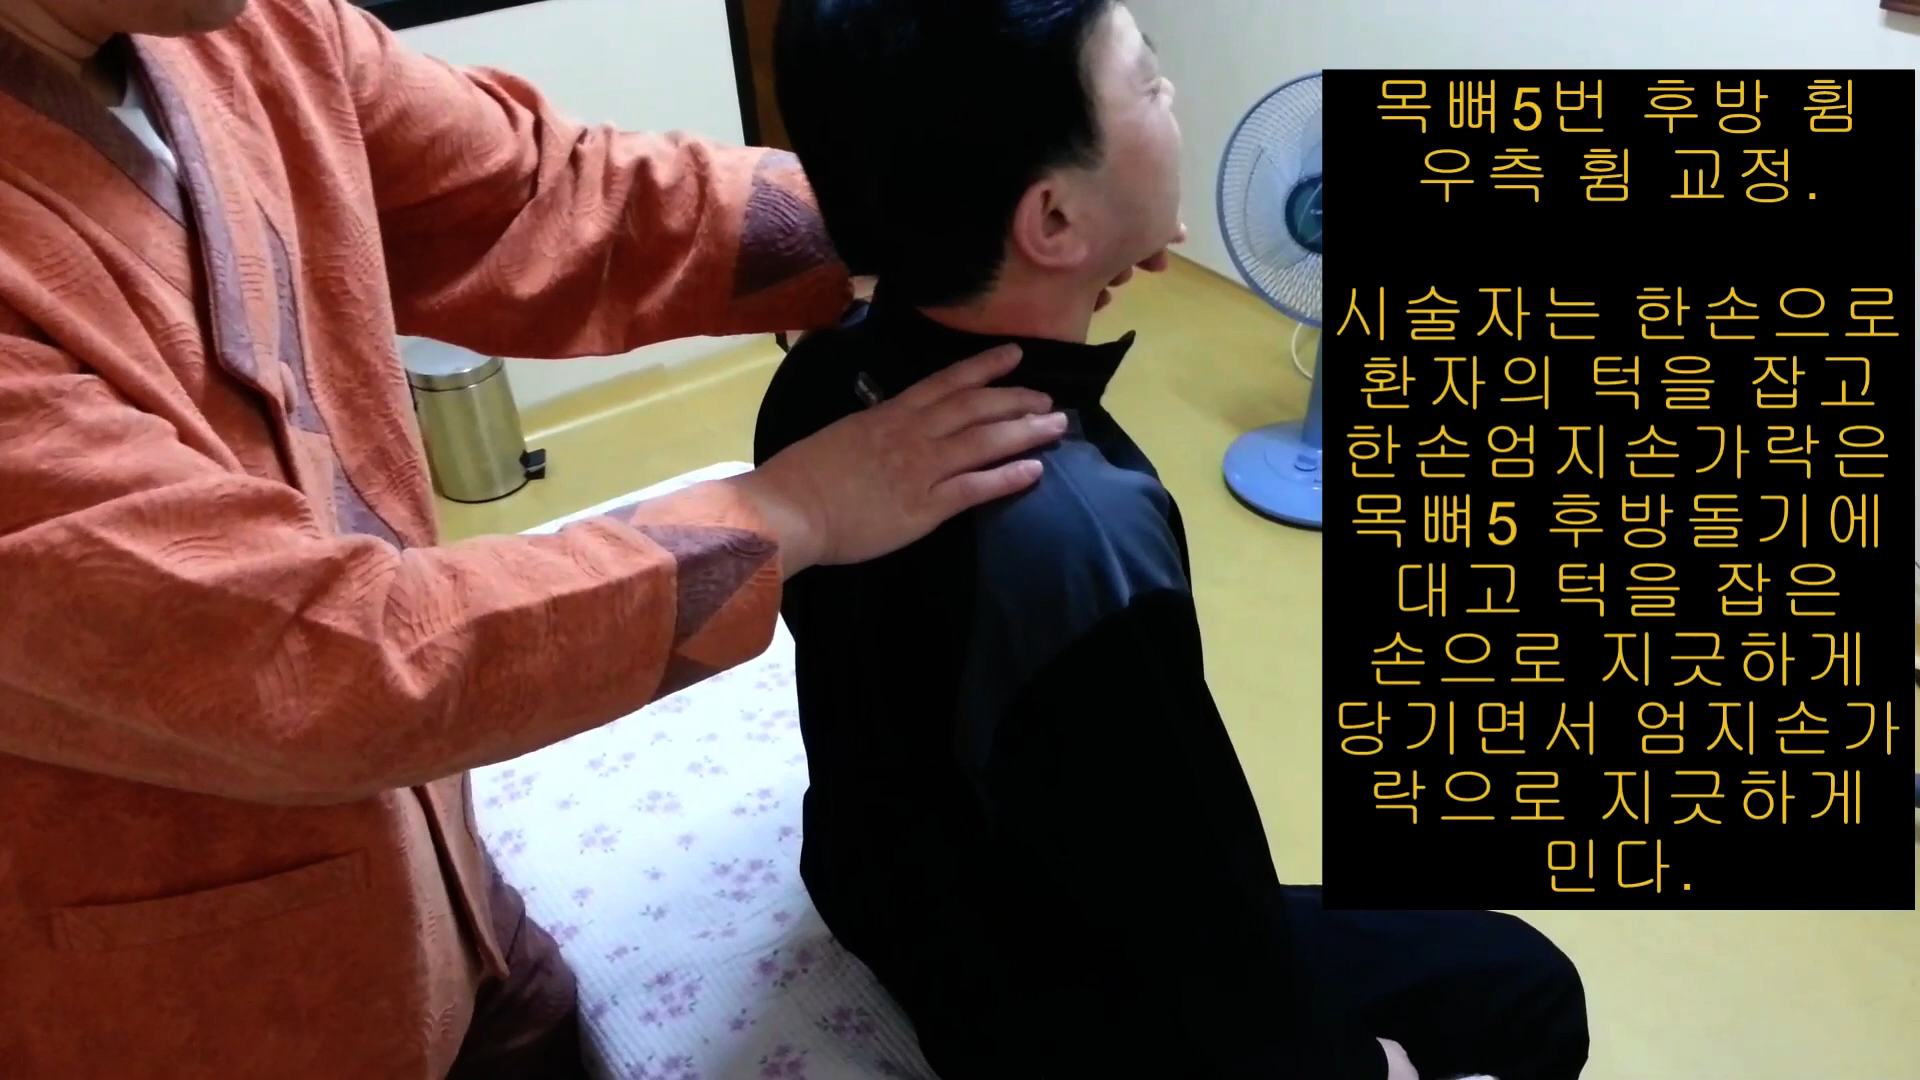 목뼈5번 후방 휨
우측 휨 교정.
시술자는 한손으로
환자의 턱을 잡고
한손엄지손가락은
목뼈5 후방돌기에
대고 턱을 잡은
손으로 지긋하게
당기면서 엄지손가
락으로 지긋하게
민다.